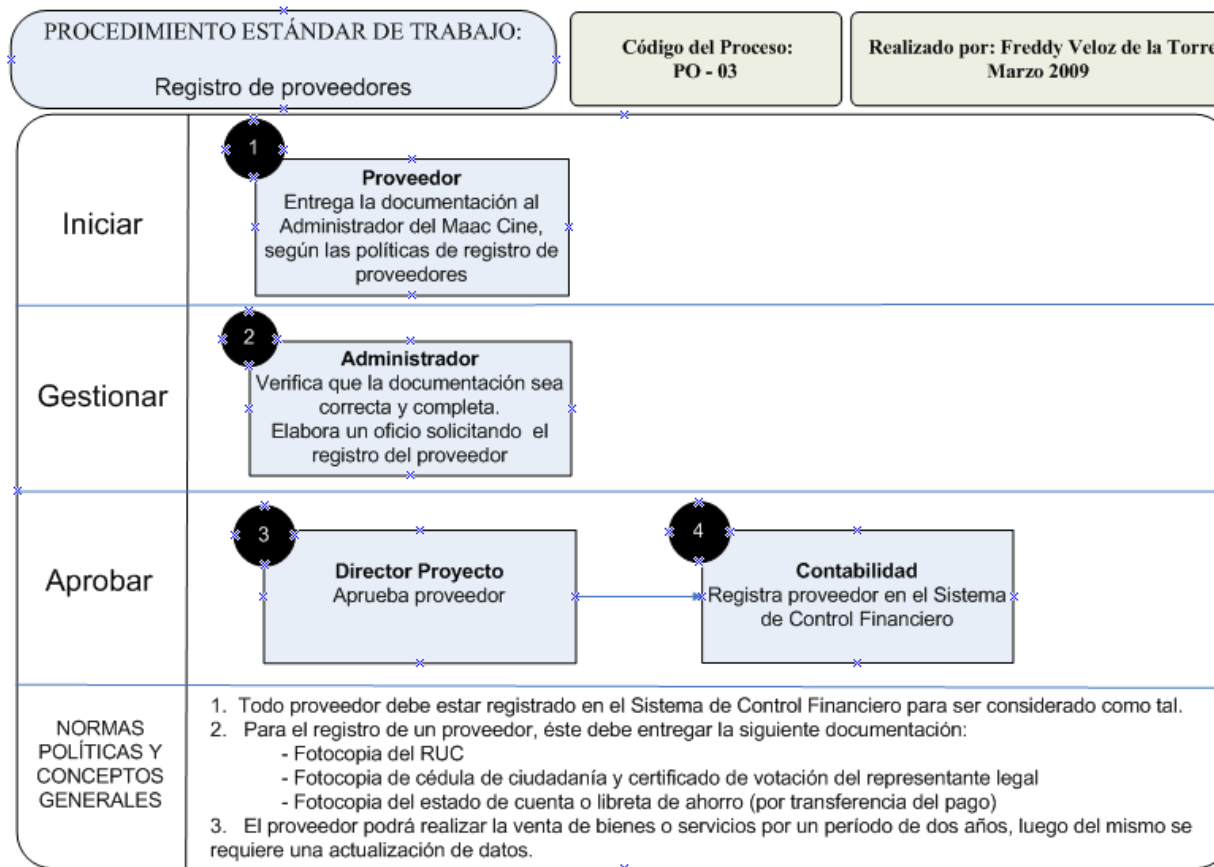 PROCEDIMIENTO ESTÁNDAR DE TRABAJO:
Registro de proveedores
Código del Proceso:
PO - 03
Realizado por: Freddy Veloz de la Torre
Marzo 2009
Iniciar
1
Proveedor
Entrega la documentación al
Administrador del Maac Cine,
según las políticas de registro de
proveedores
Gestionar
2
Administrador
Verifica que la documentación sea
correcta y completa.
Elabora un oficio solicitando el
registro del proveedor
Aprobar
3
Director Proyecto
Aprueba proveedor
4
Contabilidad
Registra proveedor en el Sistema
de Control Financiero
NORMAS
POLÍTICAS Y
CONCEPTOS
GENERALES
1. Todo proveedor debe estar registrado en el Sistema de Control Financiero para ser considerado como tal.
2. Para el registro de un proveedor, éste debe entregar la siguiente documentación:
- Fotocopia del RUC
- Fotocopia de cédula de ciudadanía y certificado de votación del representante legal
- Fotocopia del estado de cuenta o libreta de ahorro (por transferencia del pago)
3. El proveedor podrá realizar la venta de bienes o servicios por un período de dos años, luego del mismo se
requiere una actualización de datos.